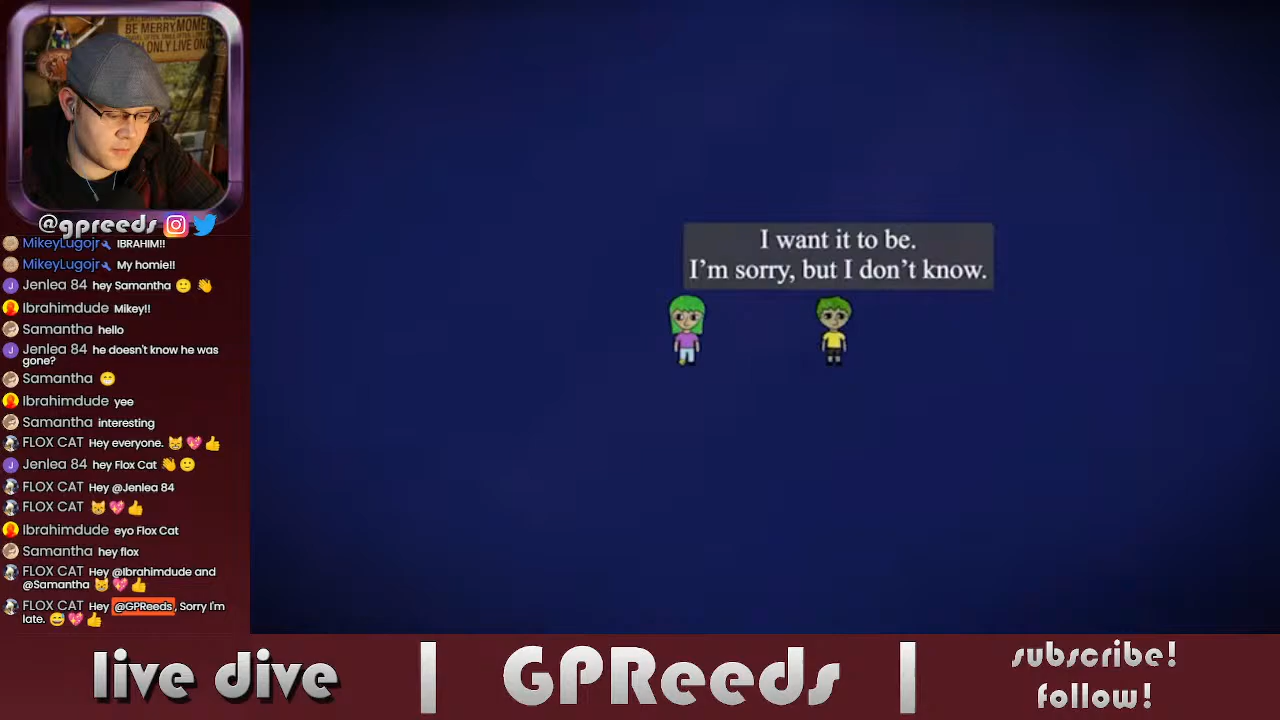 BE MERRY. MOMEN
ONLY LIVE ONC
@gpreeds
MikeyLugojr IBRAHIM!!
MikeyLugojr My homie!!
Jenlea 84 hey Samantha 🙂 👋
Ibrahimdude Mikey!!
Samantha hello
Jenlea 84 he doesn't know he was
gone?
Samantha 😁
Ibrahimdude yee
Samantha interesting
FLOX CAT Hey everyone. 😸 💖 👍
Jenlea 84 hey Flox Cat 👋 🙂
FLOX CAT Hey @Jenlea 84
FLOX CAT 😸 💖 👍
Ibrahimdude eyo Flox Cat
Samantha hey flox
FLOX CAT Hey @Ibrahimdude and
@Samantha 😸 💖 👍
FLOX CAT Hey @GPReeds, Sorry I'm
late. 😅 💖 👍
I want it to be.
I'm sorry, but I don't know.
live dive | GPReeds |
subscribe!
follow!